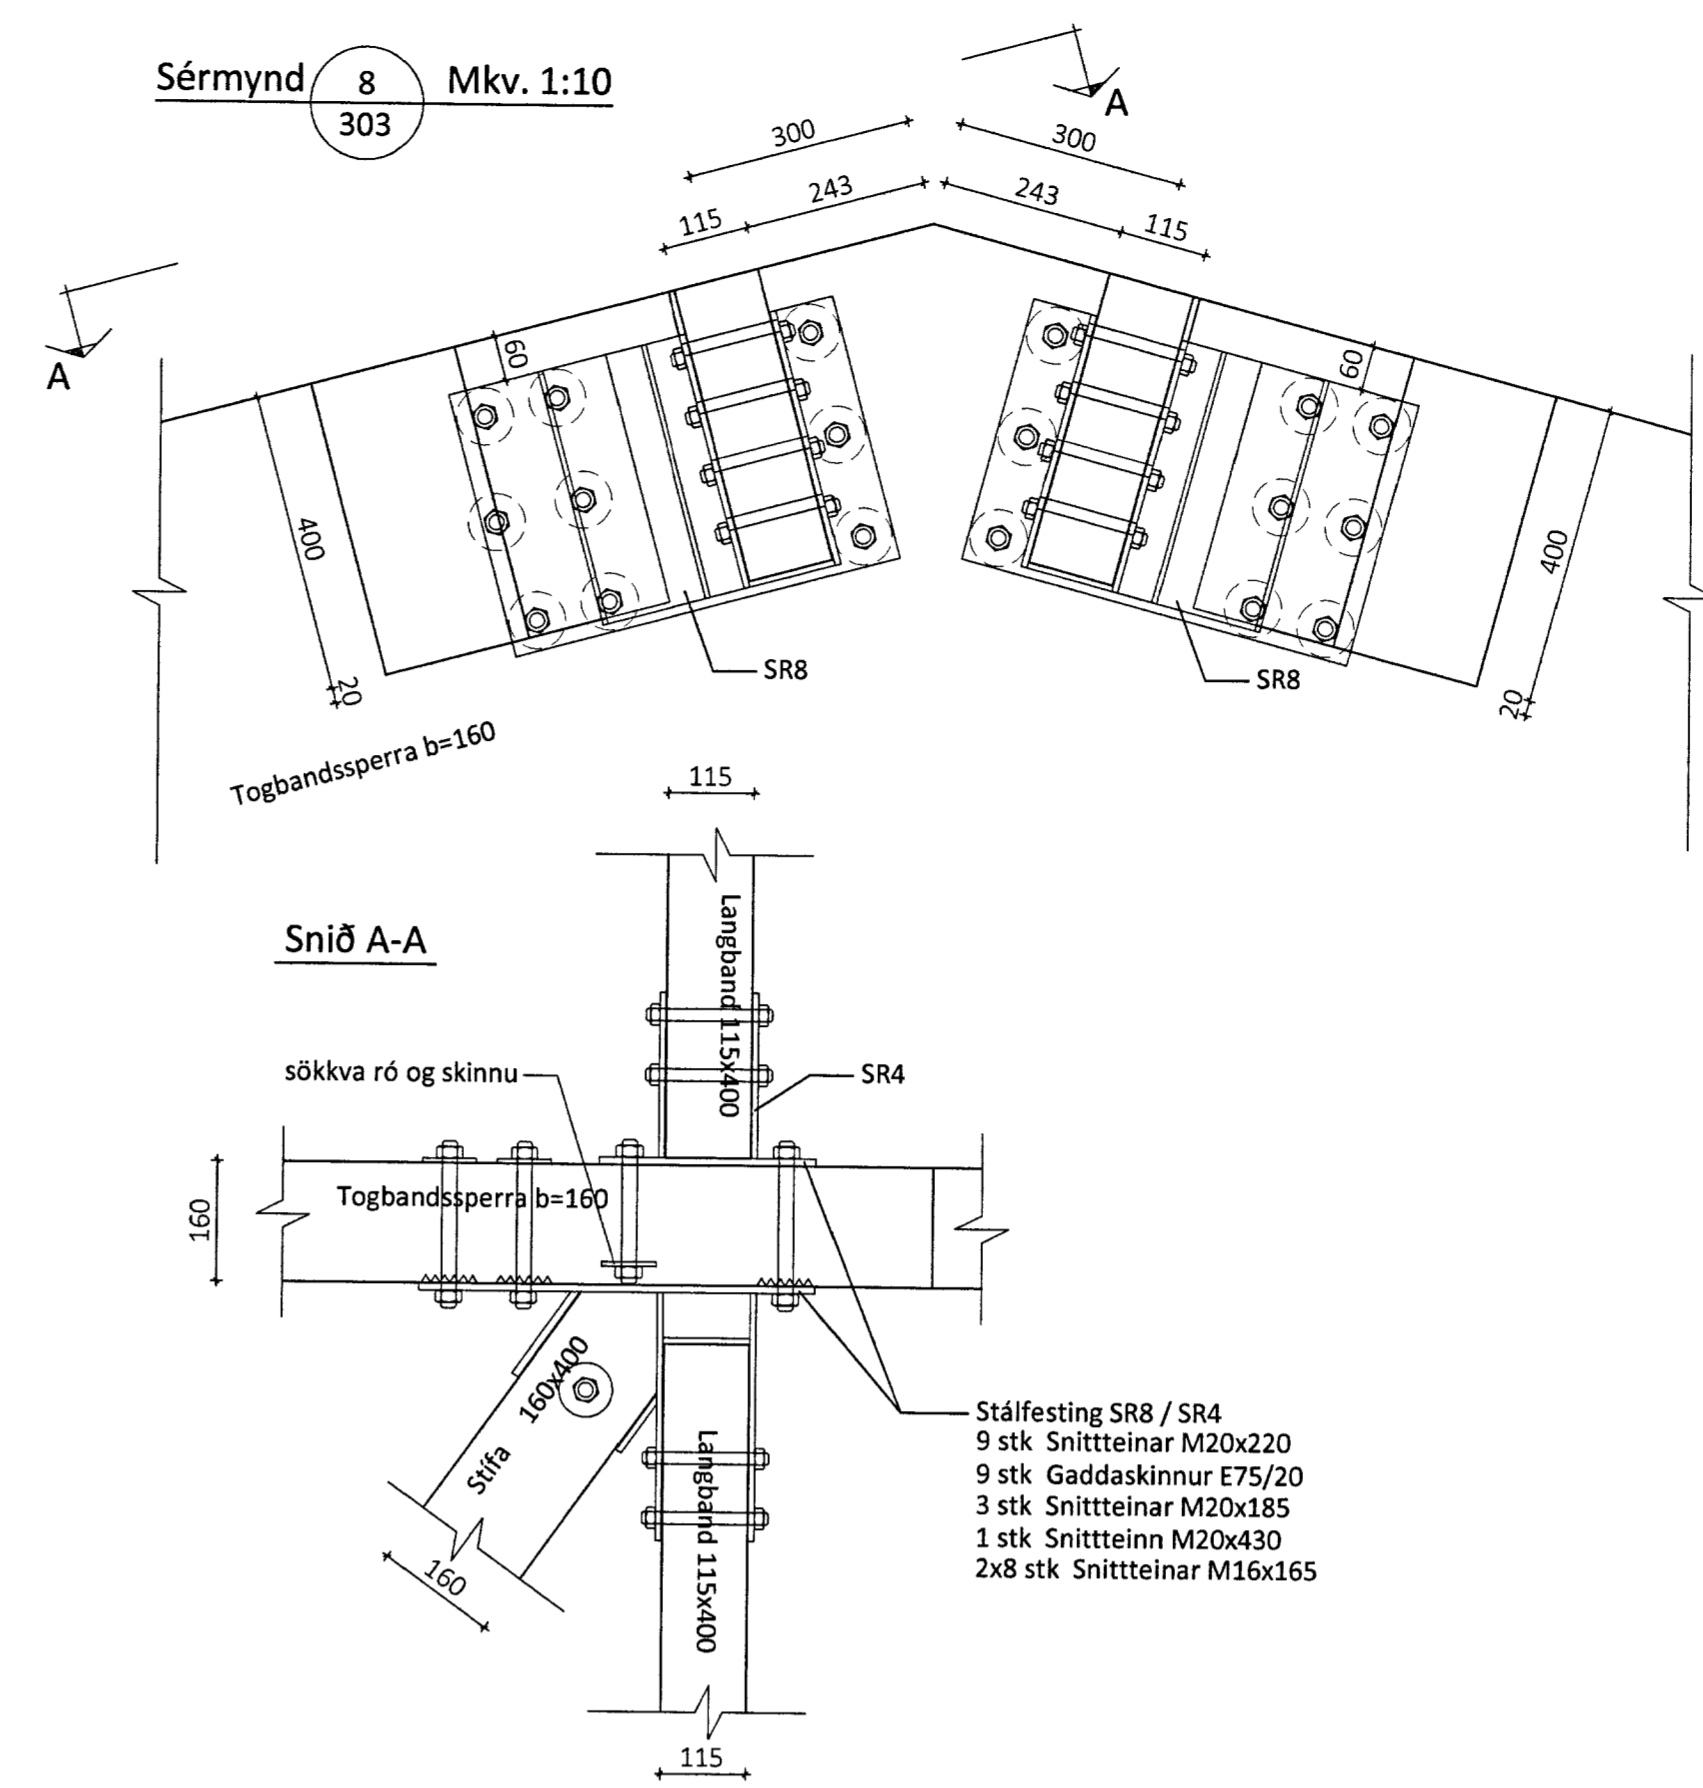 Sérmynd 8 Mkv. 1:10
303
A
300
300
243
243
115
115
A
60
60
400
400
20
20
SR8
SR8
Togbandssperra b=160
115
Langband 115x400
Snið A-A
sökkva ró og skinnu
SR4
160
Togbandssperra b=160
Stífa 160x400
160
Langband 115x400
Stálfesting SR8 / SR4
9 stk Snittteinar M20x220
9 stk Gaddaskinnur E75/20
3 stk Snittteinar M20x185
1 stk Snittteinn M20x430
2x8 stk Snittteinar M16x165
115